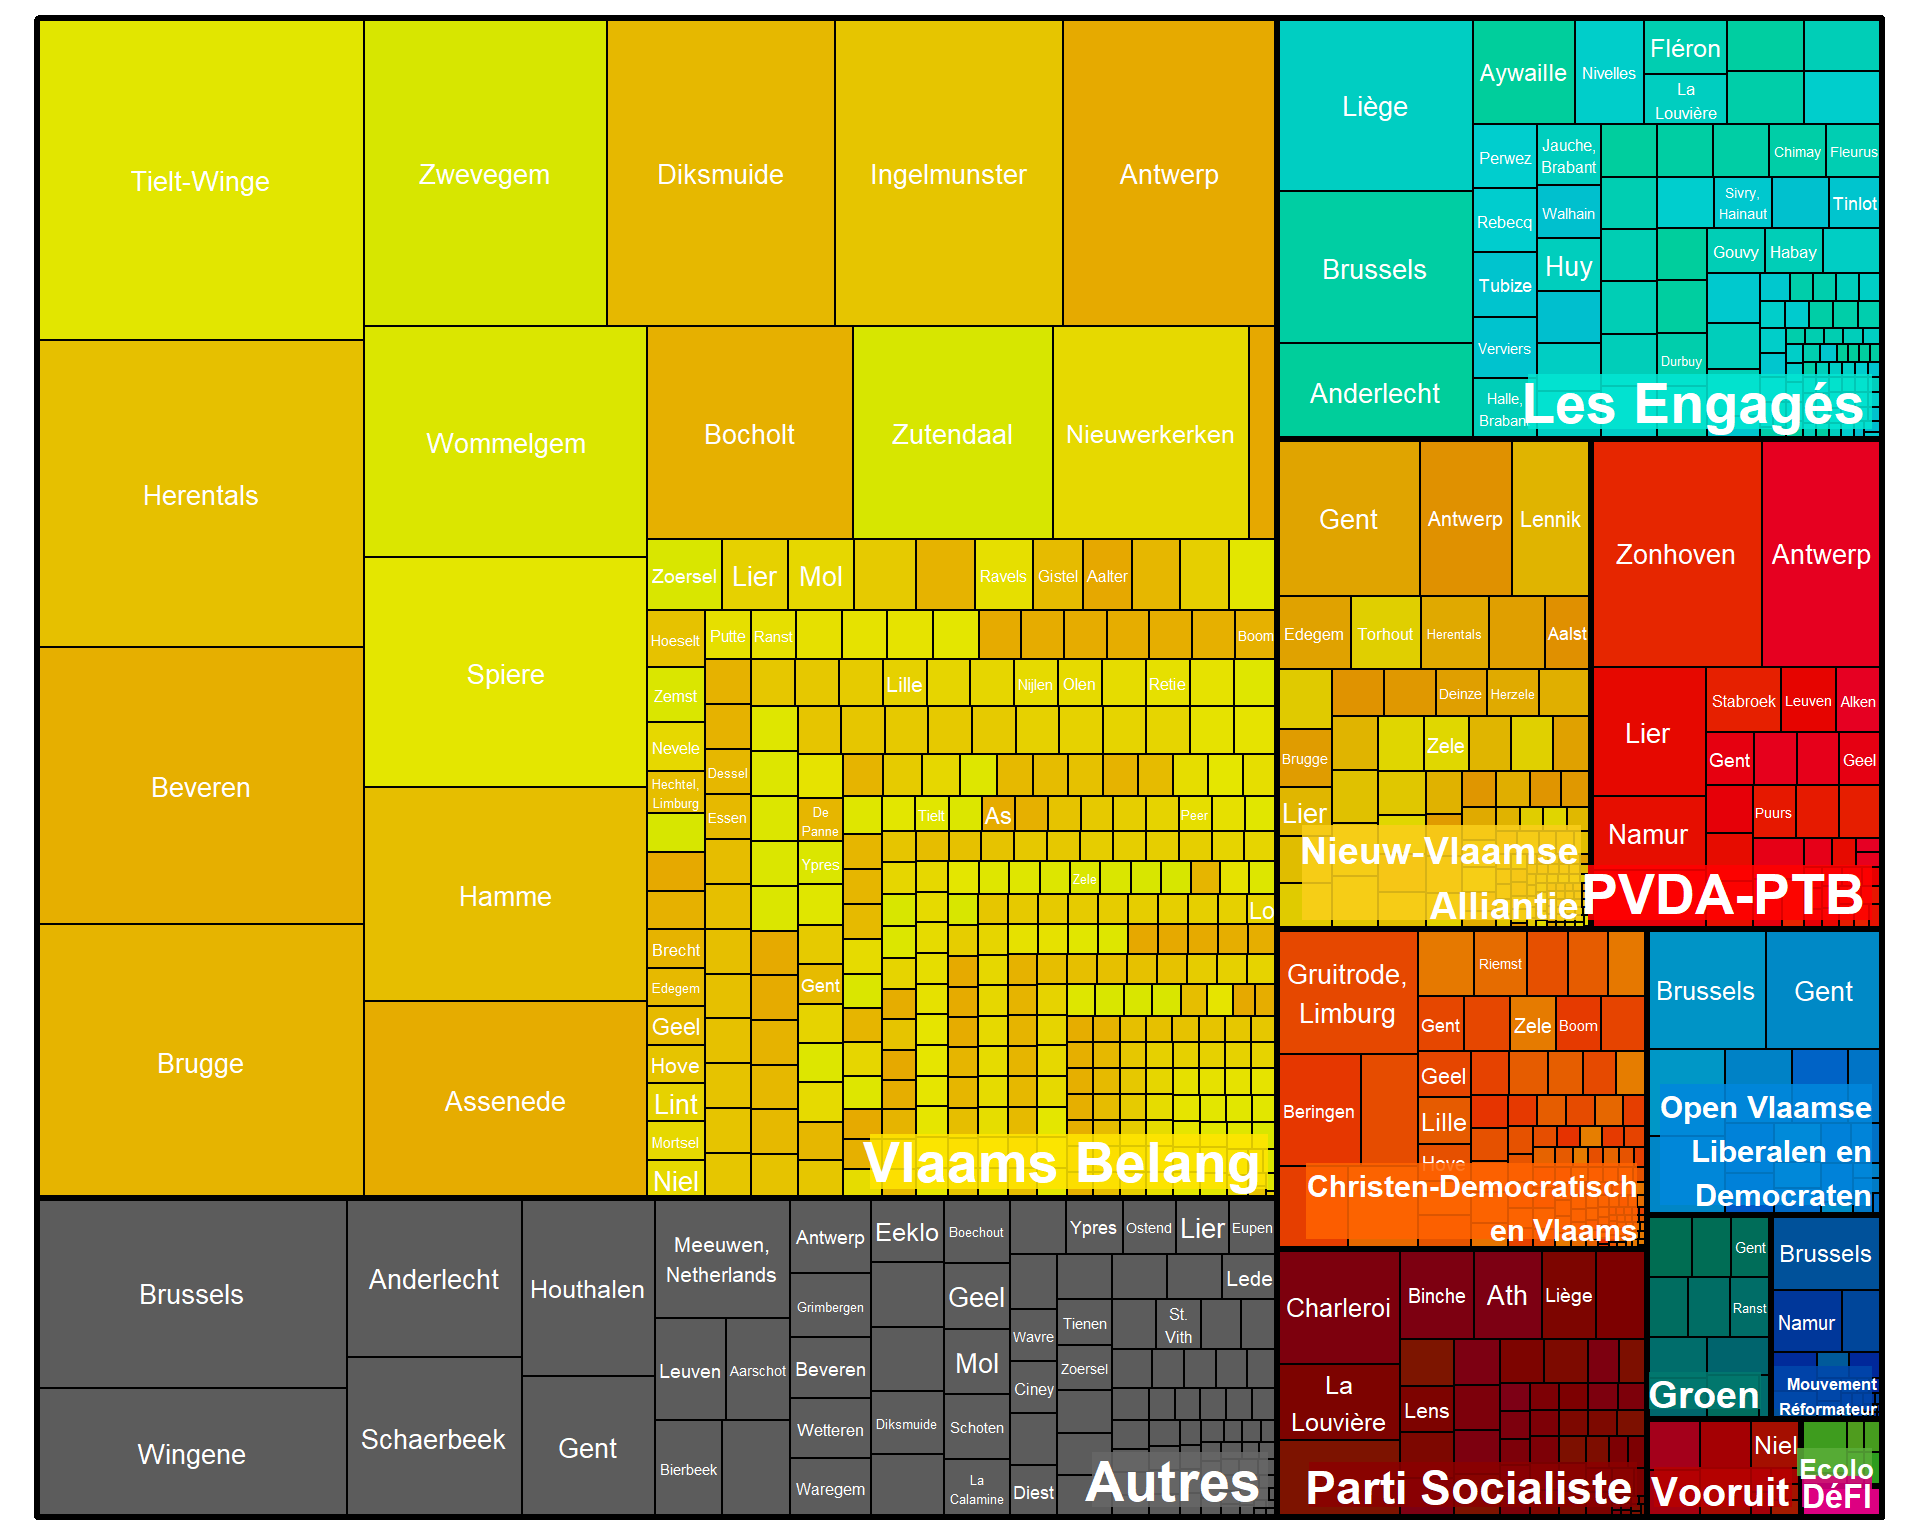 Tielt-Winge
Zwevegem
Diksmuide
Ingelmunster
Antwerp
Herentals
Wommelgem
Bocholt
Zutendaal
Nieuwerkerken
Spiere
Beveren
Hamme
Brugge
Assenede
Zoersel
Lier
Mol
Ravels
Gistel
Aalter
Hoeselt
Putte
Ranst
Boom
Zemst
Lille
Nijlen
Olen
Retie
Nevele
Dessel
Hechtel,
Limburg
Essen
De
Panne
Tielt
As
Peer
Ypres
Zele
Lo
Brecht
Edegem
Gent
Geel
Hove
Lint
Mortsel
Niel
Vlaams Belang
Brussels
Wingene
Anderlecht
Schaerbeek
Houthalen
Gent
Meeuwen,
Netherlands
Leuven
Aarschot
Bierbeek
Antwerp
Grimbergen
Beveren
Wetteren
Waregem
Eeklo
Diksmuide
Boechout
Geel
Mol
Schoten
La
Calamine
Wavre
Ciney
Diest
Ypres
Ostend
Lier
Eupen
Lede
Tienen
St.
Vith
Zoersel
Autres
Liège
Brussels
Anderlecht
Aywaille
Nivelles
Fléron
La
Louvière
Perwez
Jauche,
Brabant
Chimay
Fleurus
Rebecq
Walhain
Sivry,
Hainaut
Tinlot
Tubize
Huy
Gouvy
Habay
Verviers
Durbuy
Halle,
Brabant
Les Engagés
Gent
Antwerp
Lennik
Edegem
Torhout
Herentals
Aalst
Deinze
Herzele
Brugge
Zele
Lier
Nieuw-Vlaamse
Alliantie
Zonhoven
Antwerp
Lier
Stabroek
Leuven
Alken
Gent
Geel
Namur
Puurs
PVDA-PTB
Gruitrode,
Limburg
Riemst
Gent
Zele
Boom
Beringen
Geel
Lille
Hove
Christen-Democratisch
en Vlaams
Brussels
Gent
Open Vlaamse
Liberalen en
Democraten
Charleroi
Binche
Ath
Liège
La
Louvière
Lens
Parti Socialiste
Gent
Ranst
Groen
Brussels
Namur
Mouvement
Réformateur
Niel
Vooruit
Ecolo
DéFI